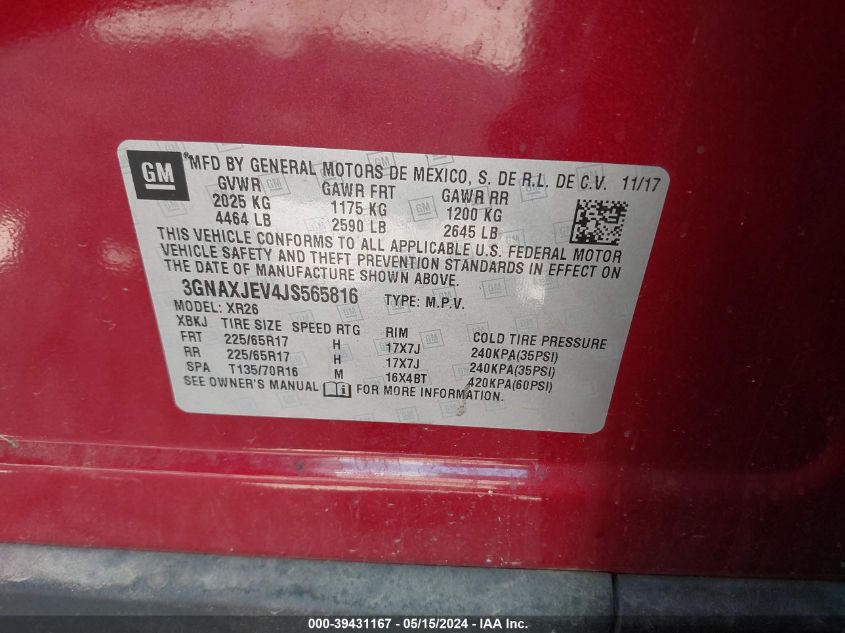 GM *MFD BY GENERAL MOTORS DE MEXICO, S. DE R.L. DE C.V. 11/17
GVWR GAWR FRT GAWR RR
2025 KG 1175 KG 1200 KG
4464 LB 2590 LB 2645 LB
THIS VEHICLE CONFORMS TO ALL APPLICABLE U.S. FEDERAL MOTOR
VEHICLE SAFETY AND THEFT PREVENTION STANDARDS IN EFFECT ON
THE DATE OF MANUFACTURE SHOWN ABOVE.
3GNAXJEV4JS565816 TYPE: M.P.V.
MODEL: XR26
XBKJ TIRE SIZE SPEED RTG RIM COLD TIRE PRESSURE
FRT 225/65R17 H 17X7J 240KPA(35PSI)
RR 225/65R17 H 17X7J 240KPA(35PSI)
SPA T135/70R16 M 16X4BT 420KPA(60PSI)
SEE OWNER'S MANUAL i FOR MORE INFORMATION.
000-39431167 - 05/15/2024 - IAA Inc.